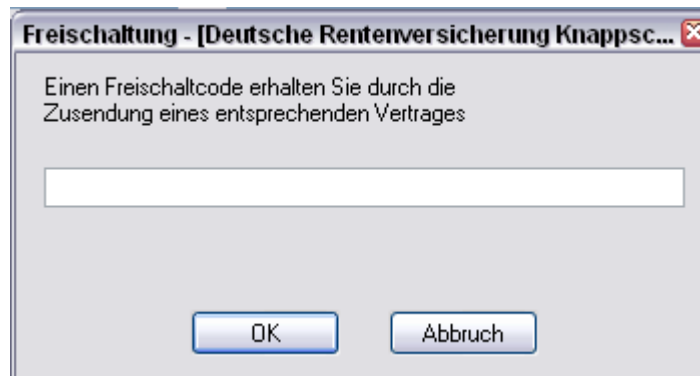 Freischaltung - [Deutsche Rentenversicherung Knappsc...
Einen Freischaltcode erhalten Sie durch die
Zusendung eines entsprechenden Vertrages
OK
Abbruch